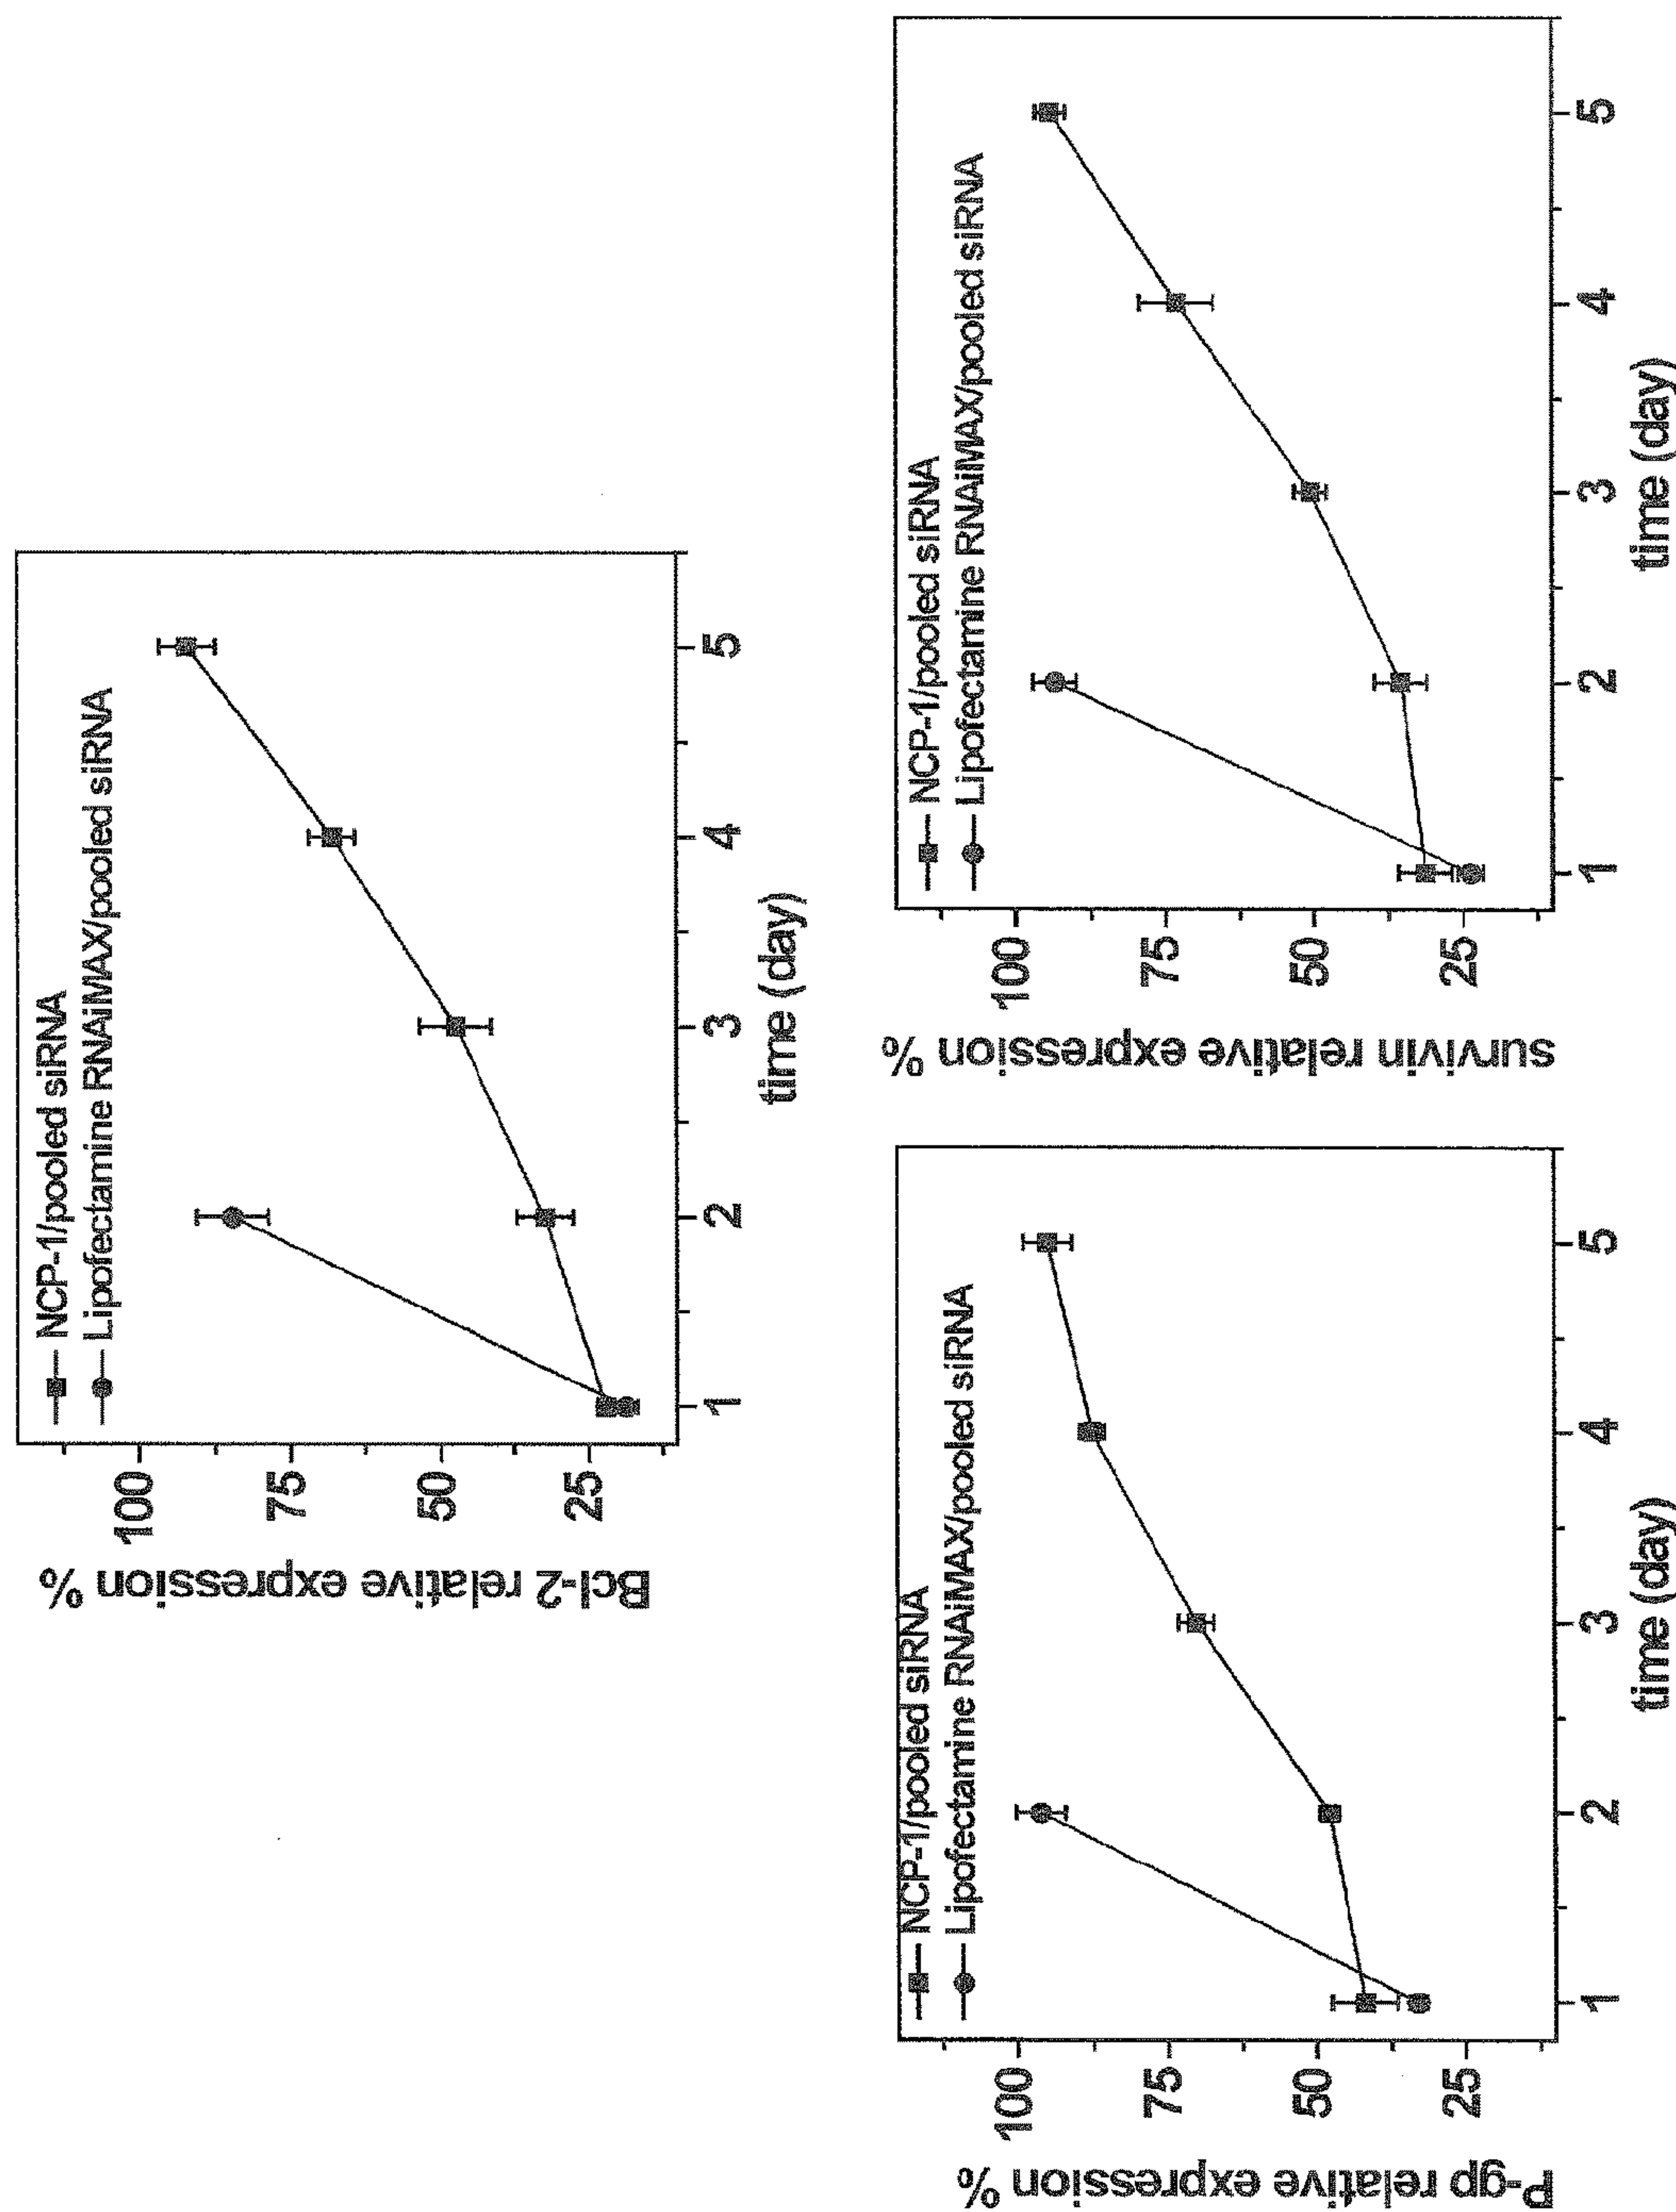 Bcl-2 relative expression %
100
75
50
25
NCP-1/pooled siRNA
Lipofectamine RNAiMAX/pooled siRNA
1 2 3 4 5
time (day)
P-gp relative expression %
100
75
50
25
NCP-1/pooled siRNA
Lipofectamine RNAiMAX/pooled siRNA
1 2 3 4 5
time (day)
survivin relative expression %
100
75
50
25
NCP-1/pooled siRNA
Lipofectamine RNAiMAX/pooled siRNA
1 2 3 4 5
time (day)